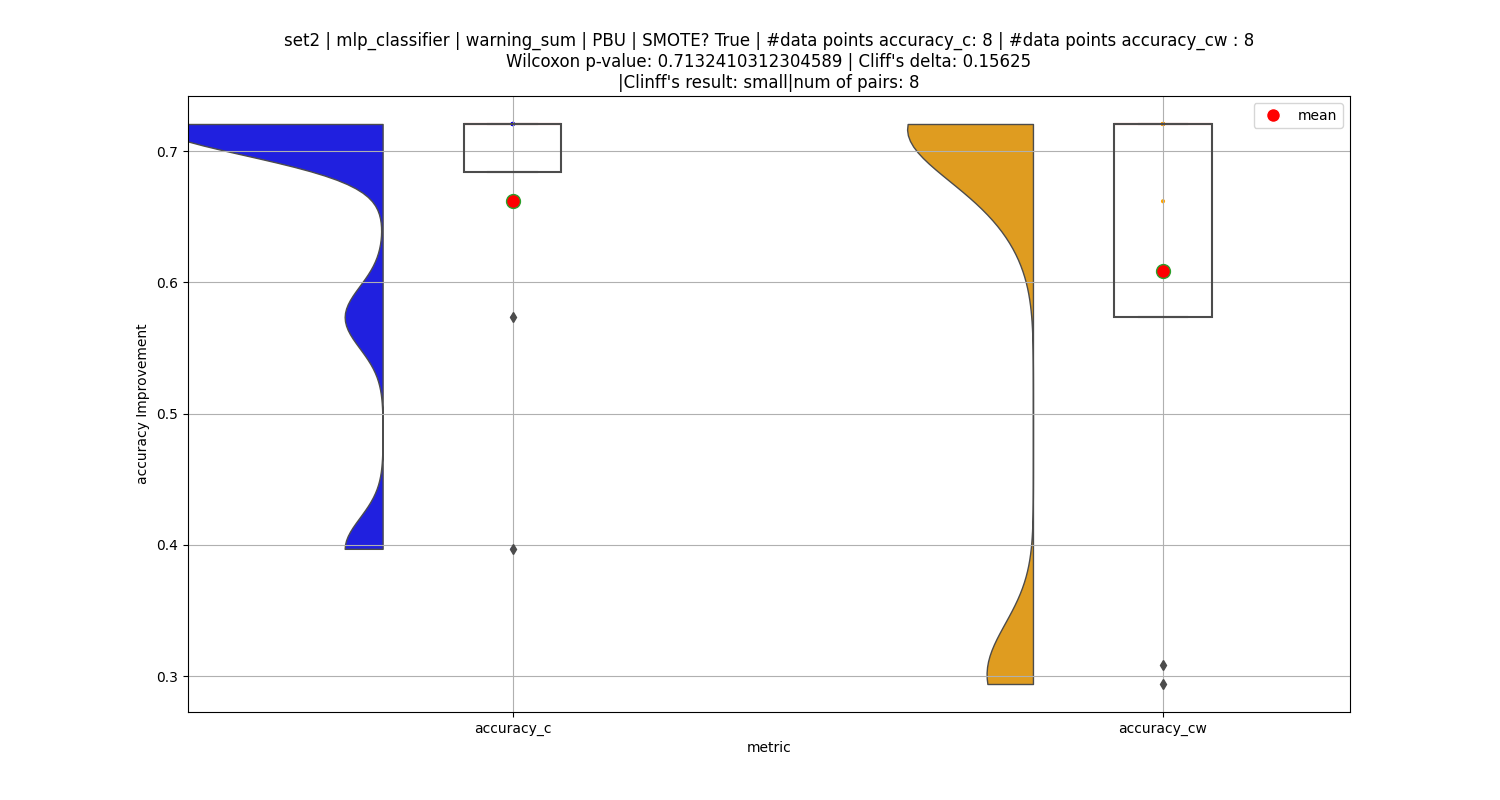 set2 | mlp_classifier | warning_sum | PBU | SMOTE? True | #data points accuracy_c: 8 | #data points accuracy_cw : 8
Wilcoxon p-value: 0.7132410312304589 | Cliff's delta: 0.15625
|Clinff's result: small|num of pairs: 8
mean
0.7
0.6
0.5
0.4
0.3
accuracy Improvement
accuracy_c
accuracy_cw
metric